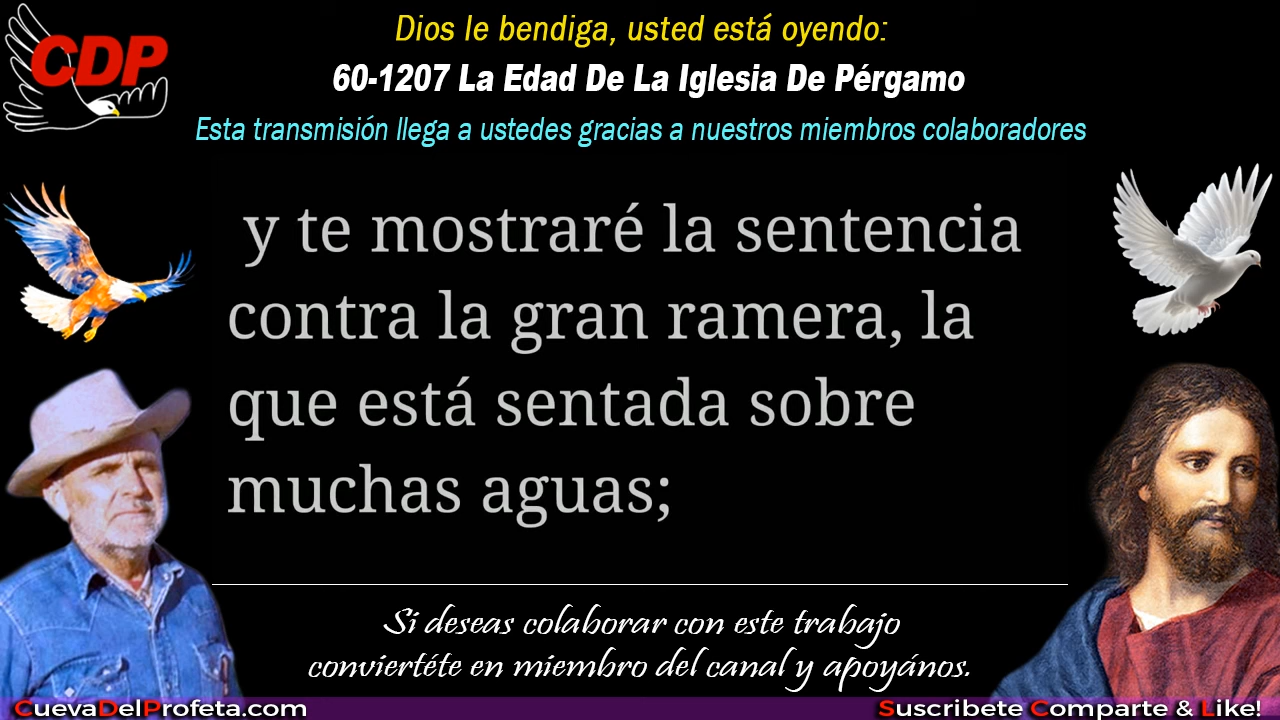 CDP
Dios le bendiga, usted está oyendo:
60-1207 La Edad De La Iglesia De Pérgamo
Esta transmisión llega a ustedes gracias a nuestros miembros colaboradores
y te mostraré la sentencia
contra la gran ramera, la
que está sentada sobre
muchas aguas;
Si deseas colaborar con este trabajo
conviertéte en miembro del canal y apoyános.
CuevaDelProfeta.com
Suscribete Comparte & Like!